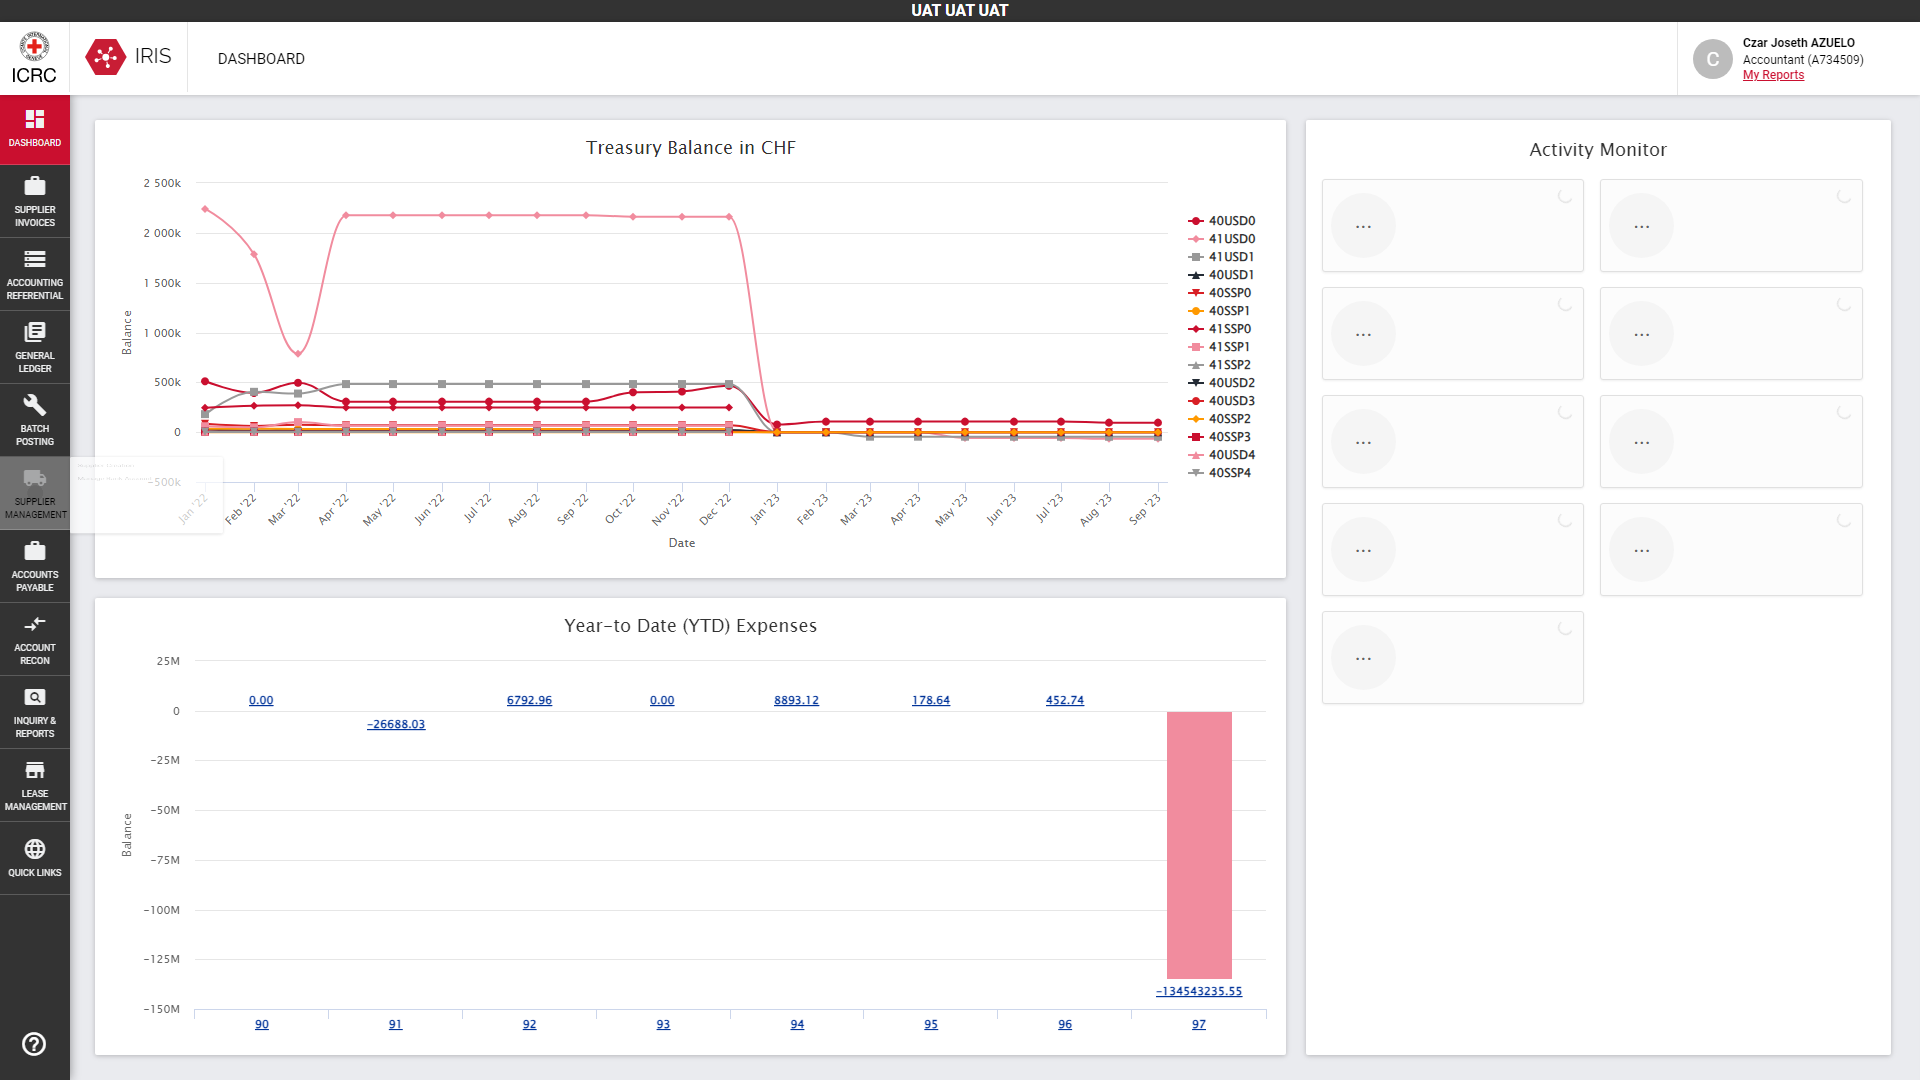 UAT UAT UAT
ICRC
IRIS
DASHBOARD
C
Czar Joseth AZUELO
Accountant (A734509)
My Reports
DASHBOARD
SUPPLIER
INVOICES
ACCOUNTING
REFERENTIAL
GENERAL
LEDGER
BATCH
POSTING
SUPPLIER
MANAGEMENT
ACCOUNTS
PAYABLE
ACCOUNT
RECON
INQUIRY &
REPORTS
LEASE
MANAGEMENT
QUICK LINKS
Treasury Balance in CHF
Balance
2 500k
2 000k
1 500k
1 000k
500k
0
-500k
Jan '22
Feb '22
Mar '22
Apr '22
May '22
Jun '22
Jul '22
Aug '22
Sep '22
Oct '22
Nov '22
Dec '22
Jan '23
Feb '23
Mar '23
Apr '23
May '23
Jun '23
Jul '23
Aug '23
Sep '23
Date
40USD0
41USD0
41USD1
40USD1
40SSP0
40SSP1
41SSP0
41SSP1
41SSP2
40USD2
40USD3
40SSP2
40SSP3
40USD4
40SSP4
Year-to Date (YTD) Expenses
Balance
25M
0
-25M
-50M
-75M
-100M
-125M
-150M
0.00
-26688.03
6792.96
0.00
8893.12
178.64
452.74
-134543235.55
90
91
92
93
94
95
96
97
Activity Monitor
...
...
...
...
...
...
...
...
...